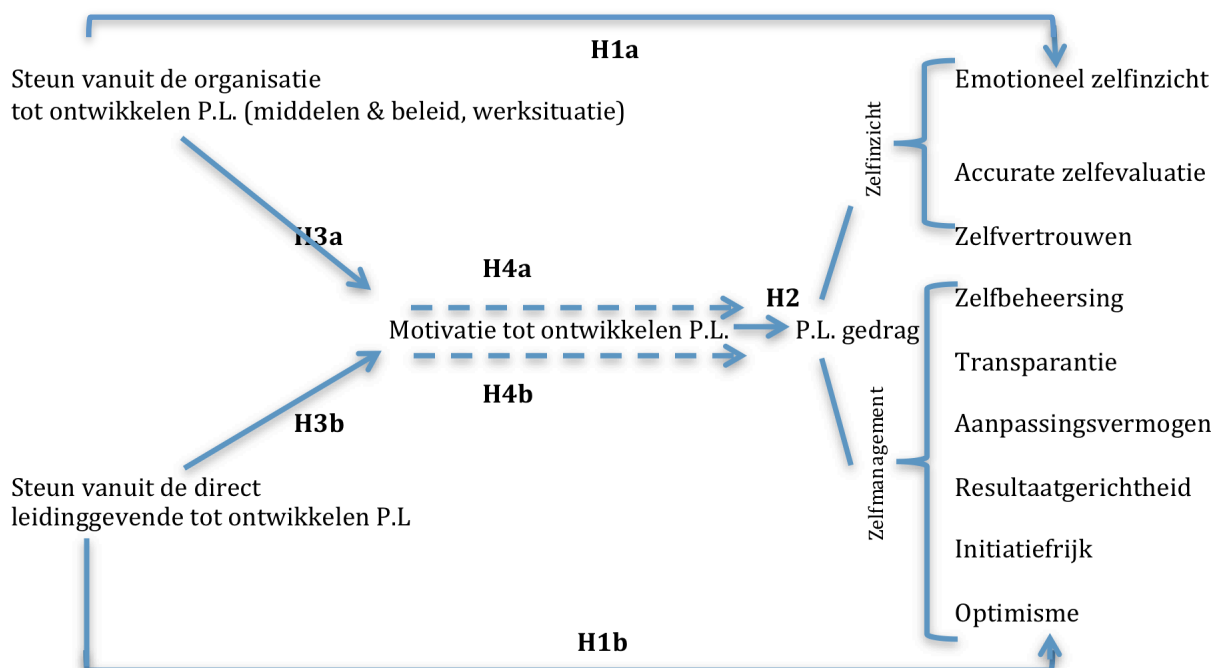 H1a
Steun vanuit de organisatie
tot ontwikkelen P.L. (middelen & beleid, werksituatie)
Zelfinzicht
Emotioneel zelfinzicht
Accurate zelfevaluatie
Zelfvertrouwen
H3a
H4a
H2
Motivatie tot ontwikkelen P.L.
P.L. gedrag
H4b
H3b
Zelfmanagement
Zelfbeheersing
Transparantie
Aanpassingsvermogen
Resultaatgerichtheid
Initiatiefrijk
Optimisme
Steun vanuit de direct
leidinggevende tot ontwikkelen P.L
H1b